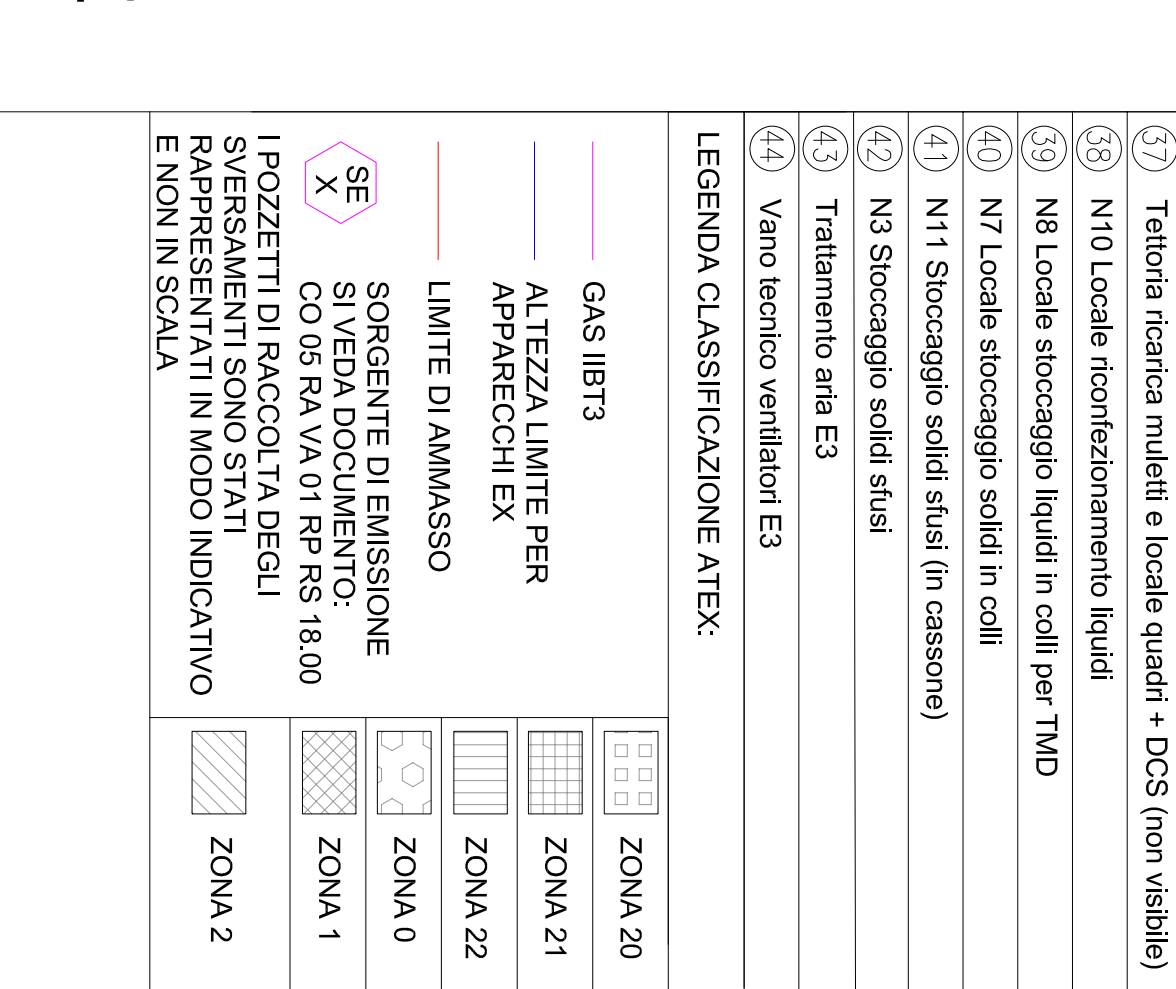 37 Tettoria ricarica muletti e locale quadri + DCS (non visibile)
38 N10 Locale riconfezionamento liquidi
39 N8 Locale stoccaggio liquidi in colli per TMD
40 N7 Locale stoccaggio solidi in colli
41 N11 Stoccaggio solidi sfusi (in cassone)
42 N3 Stoccaggio solidi sfusi
43 Trattamento aria E3
44 Vano tecnico ventilatori E3
LEGENDA CLASSIFICAZIONE ATEX:
GAS IIBT3
ALTEZZA LIMITE PER
APPARECCHI EX
LIMITE DI AMMASSO
SE
X
SORGENTE DI EMISSIONE
SI VEDA DOCUMENTO:
CO 05 RA VA 01 RP RS 18.00
I POZZETTI DI RACCOLTA DEGLI
SVERSAMENTI SONO STATI
RAPPRESENTATI IN MODO INDICATIVO
E NON IN SCALA
ZONA 20
ZONA 21
ZONA 22
ZONA 0
ZONA 1
ZONA 2